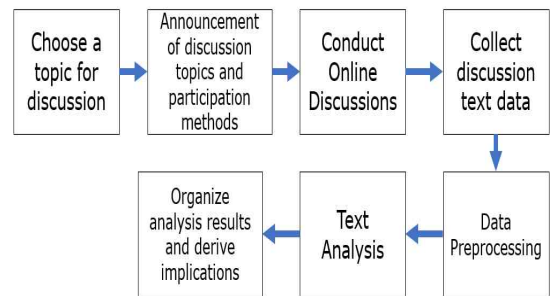 Choose a
topic for
discussion
Announcement
of discussion
topics and
participation
methods
Conduct
Online
Discussions
Collect
discussion
text data
Data
Preprocessing
Text
Analysis
Organize
analysis results
and derive
implications